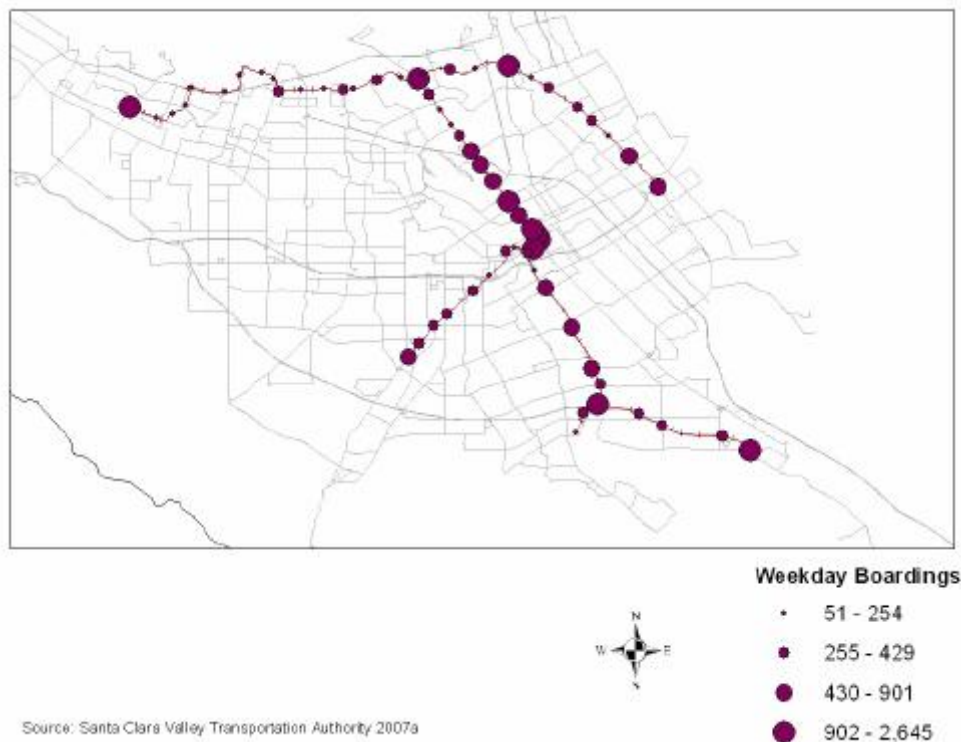 Weekday Boardings
51 - 254
255 - 429
430 - 901
902 - 2,645
N
W E
S
Source: Santa Clara Valley Transportation Authority 2007a